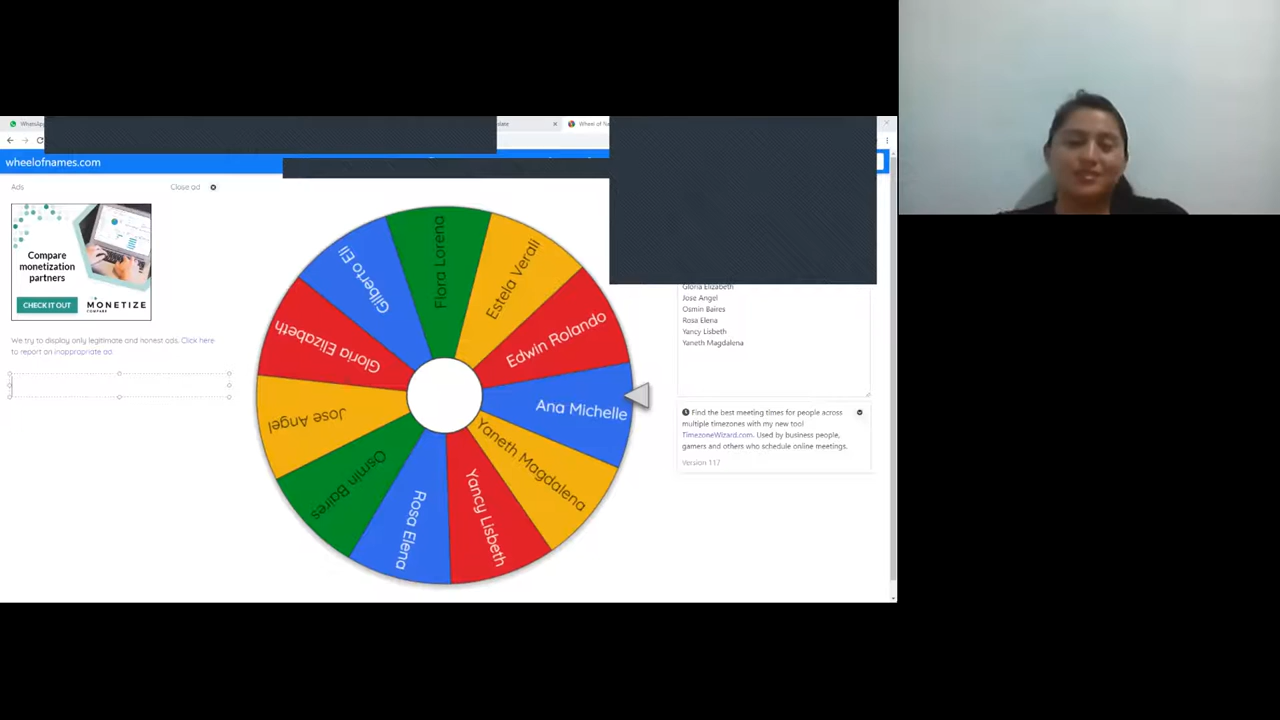 WhatsApp
wheelofnames.com
Ads
Close ad
Compare
monetization
partners
CHECK IT OUT
MONETIZE
COMPARE
We try to display only legitimate and honest ads. Click here
to report an inappropriate ad.
Flora Lorena
Estela Verali
Edwin Rolando
Ana Michelle
Yaneth Magdalena
Yancy Lisbeth
Rosa Elena
Osmin Baires
Jose Angel
Gloria Elizabeth
Gilberto Eli
Gloria Elizabeth
Jose Angel
Osmin Baires
Rosa Elena
Yancy Lisbeth
Yaneth Magdalena
Find the best meeting times for people across
multiple timezones with my new tool
TimezoneWizard.com. Used by business people,
gamers and others who schedule online meetings.
Version 117